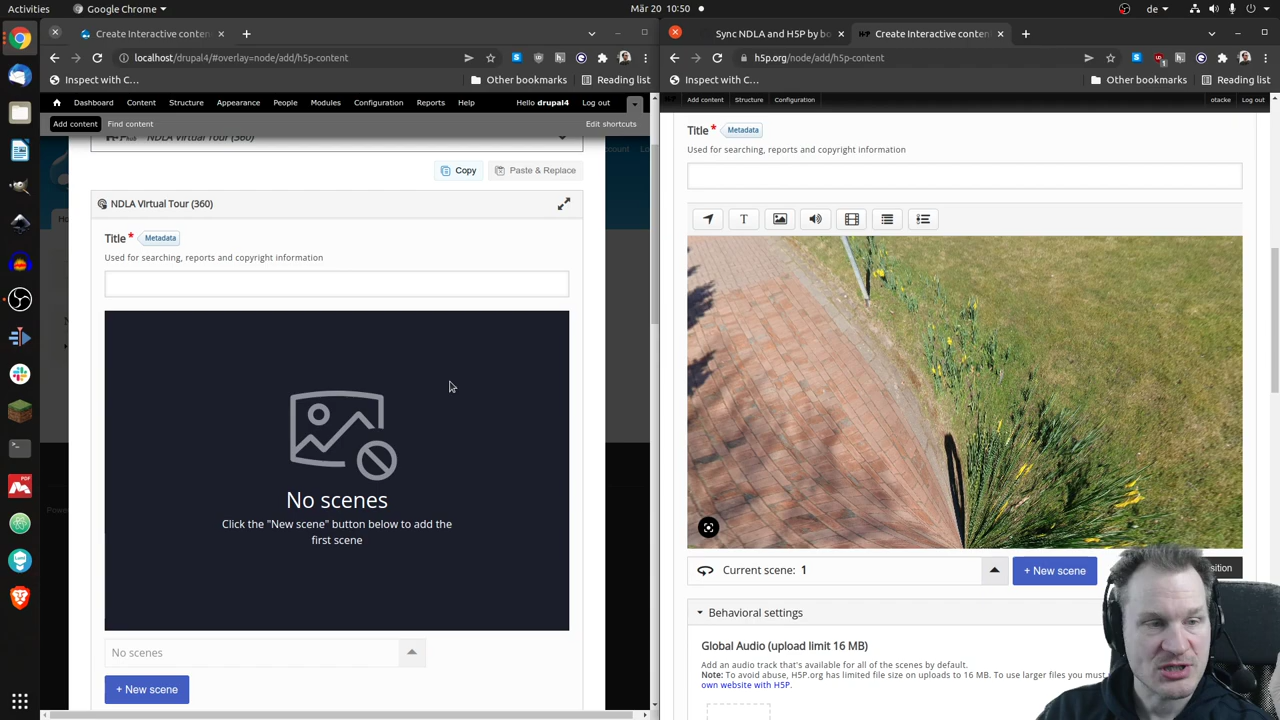 Activities
Google Chrome
Mär 20 10:50
de
Create Interactive conten
Sync NDLA and H5P by bo
Create Interactive conten
localhost/drupal4/#overlay=node/add/h5p-content
h5p.org/node/add/h5p-content
Inspect with C...
Other bookmarks
Reading list
Inspect with C...
Other bookmarks
Reading list
Dashboard
Content
Structure
Appearance
People
Modules
Configuration
Reports
Help
Hello drupal4
Log out
Add content
Structure
Configuration
otacke
Log out
Add content
Find content
Edit shortcuts
NDLA Virtual Tour (360)
Copy
Paste & Replace
NDLA Virtual Tour (360)
Title *
Metadata
Used for searching, reports and copyright information
No scenes
Click the "New scene" button below to add the
first scene
No scenes
+ New scene
Title *
Metadata
Used for searching, reports and copyright information
T
Current scene: 1
+ New scene
Behavioral settings
Global Audio (upload limit 16 MB)
Add an audio track that's available for all of the scenes by default.
Note: To avoid abuse, H5P.org has limited file size on uploads to 16 MB. To use larger files you must
own website with H5P.